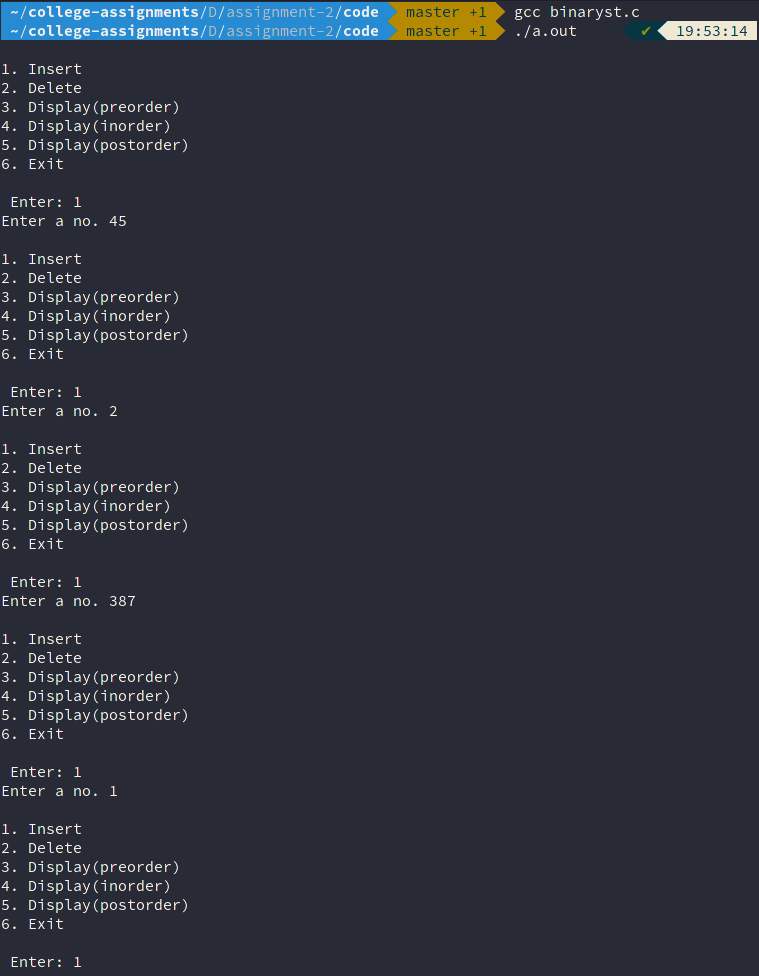 ~/college-assignments/D/assignment-2/code master +1 gcc binaryst.c
~/college-assignments/D/assignment-2/code master +1 ./a.out ✔ 19:53:14
1. Insert
2. Delete
3. Display(preorder)
4. Display(inorder)
5. Display(postorder)
6. Exit
Enter: 1
Enter a no. 45
1. Insert
2. Delete
3. Display(preorder)
4. Display(inorder)
5. Display(postorder)
6. Exit
Enter: 1
Enter a no. 2
1. Insert
2. Delete
3. Display(preorder)
4. Display(inorder)
5. Display(postorder)
6. Exit
Enter: 1
Enter a no. 387
1. Insert
2. Delete
3. Display(preorder)
4. Display(inorder)
5. Display(postorder)
6. Exit
Enter: 1
Enter a no. 1
1. Insert
2. Delete
3. Display(preorder)
4. Display(inorder)
5. Display(postorder)
6. Exit
Enter: 1